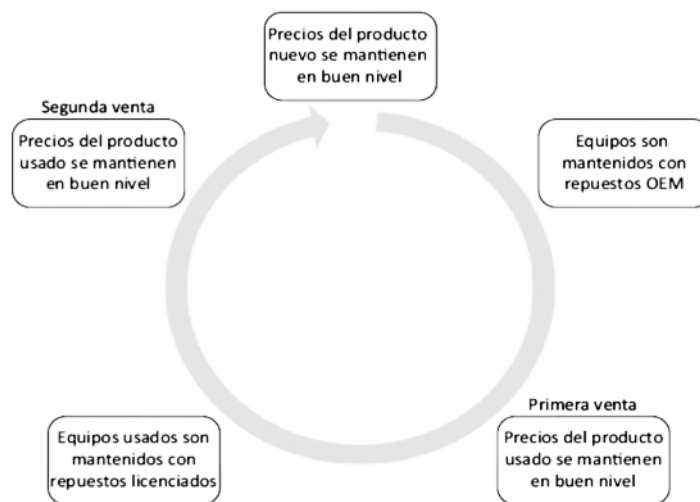 Precios del producto
nuevo se mantienen
en buen nivel
Equipos son
mantenidos con
repuestos OEM
Primera venta
Precios del producto
usado se mantienen
en buen nivel
Equipos usados son
mantenidos con
repuestos licenciados
Segunda venta
Precios del producto
usado se mantienen
en buen nivel